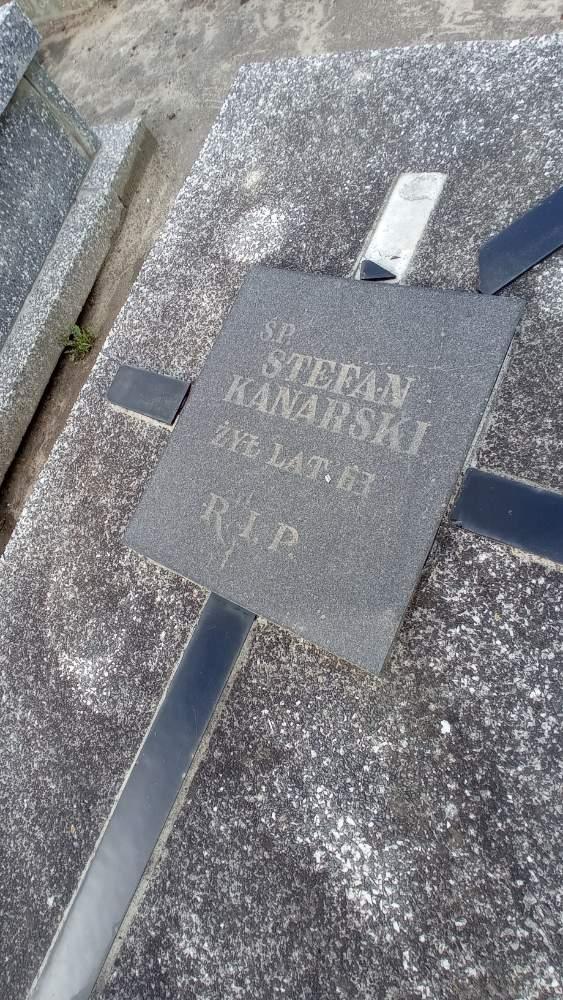 ŚP.
STEFAN
KANARSKI
ŻYŁ LAT
R.I.P.